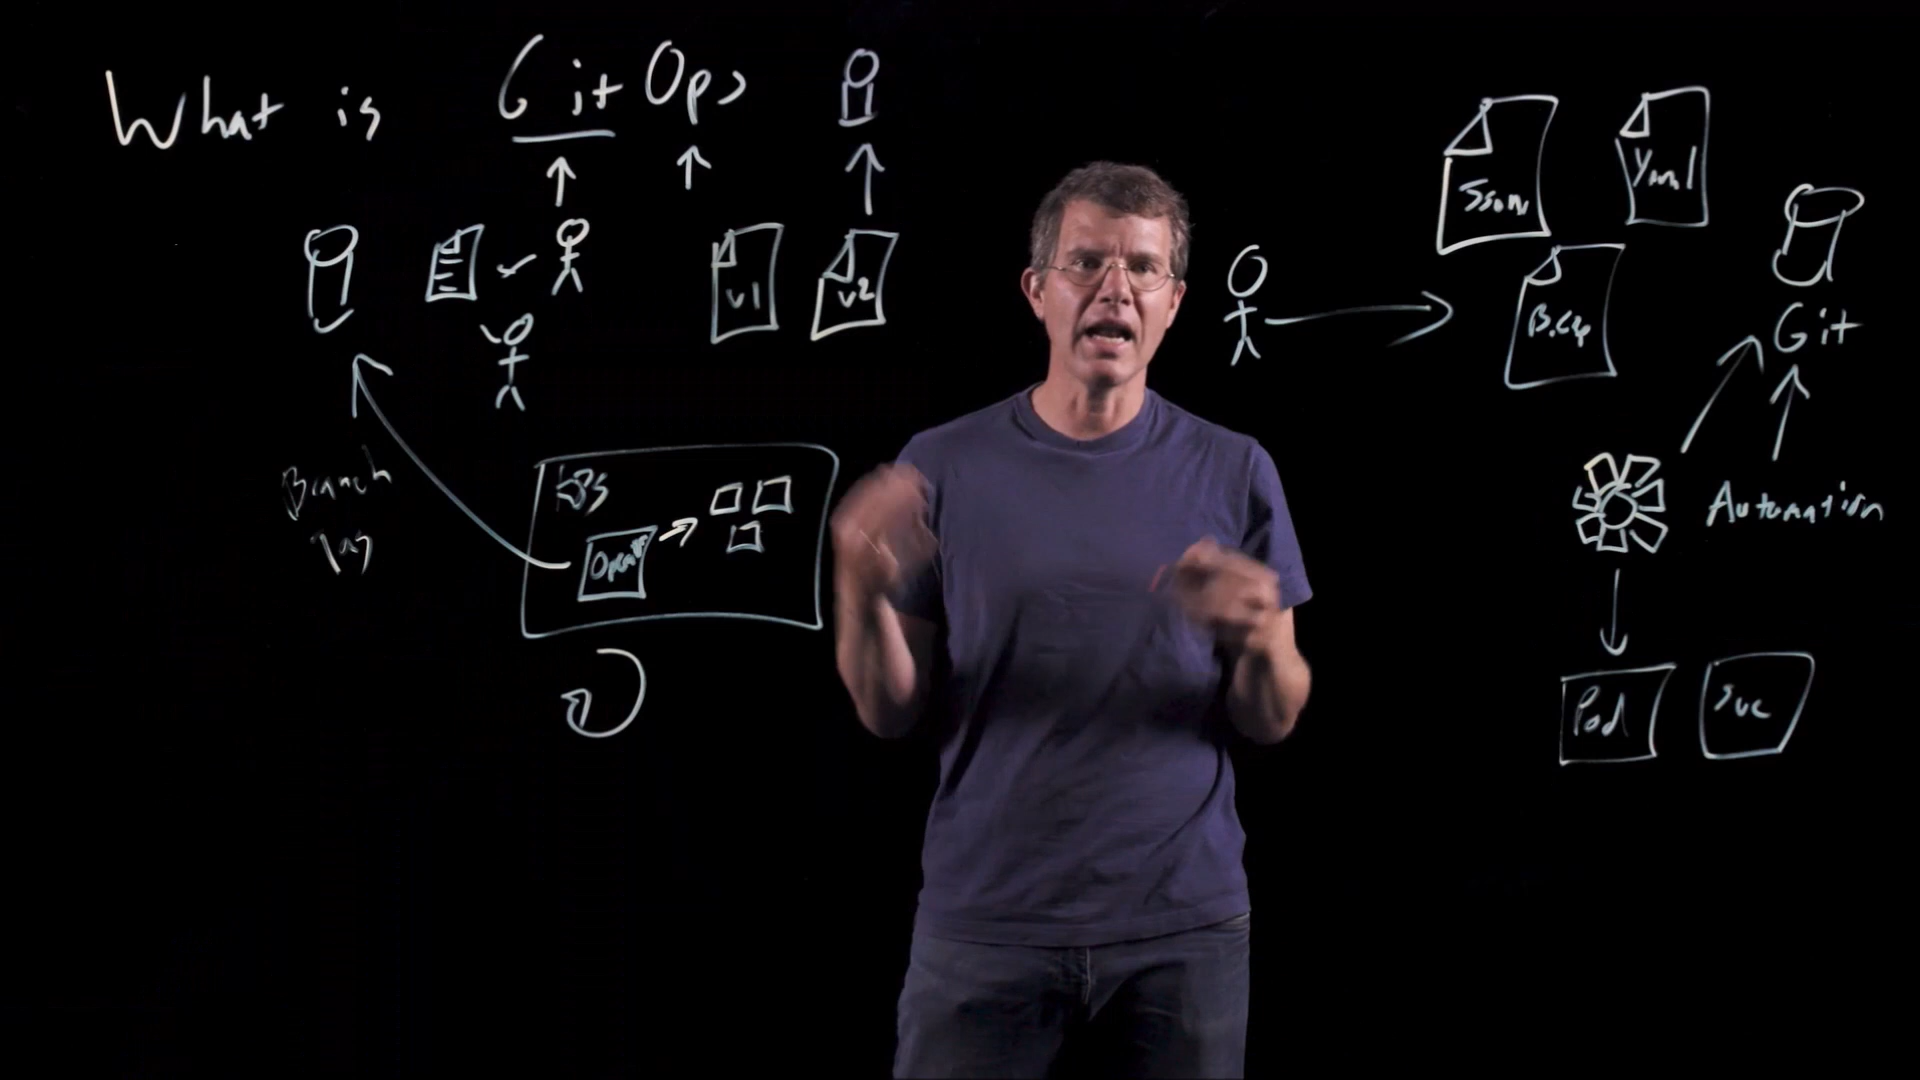 What is GitOps
v1
v2
Branch
Tag
K8s
Json
Yaml
Git
Automation
Pod
Svc